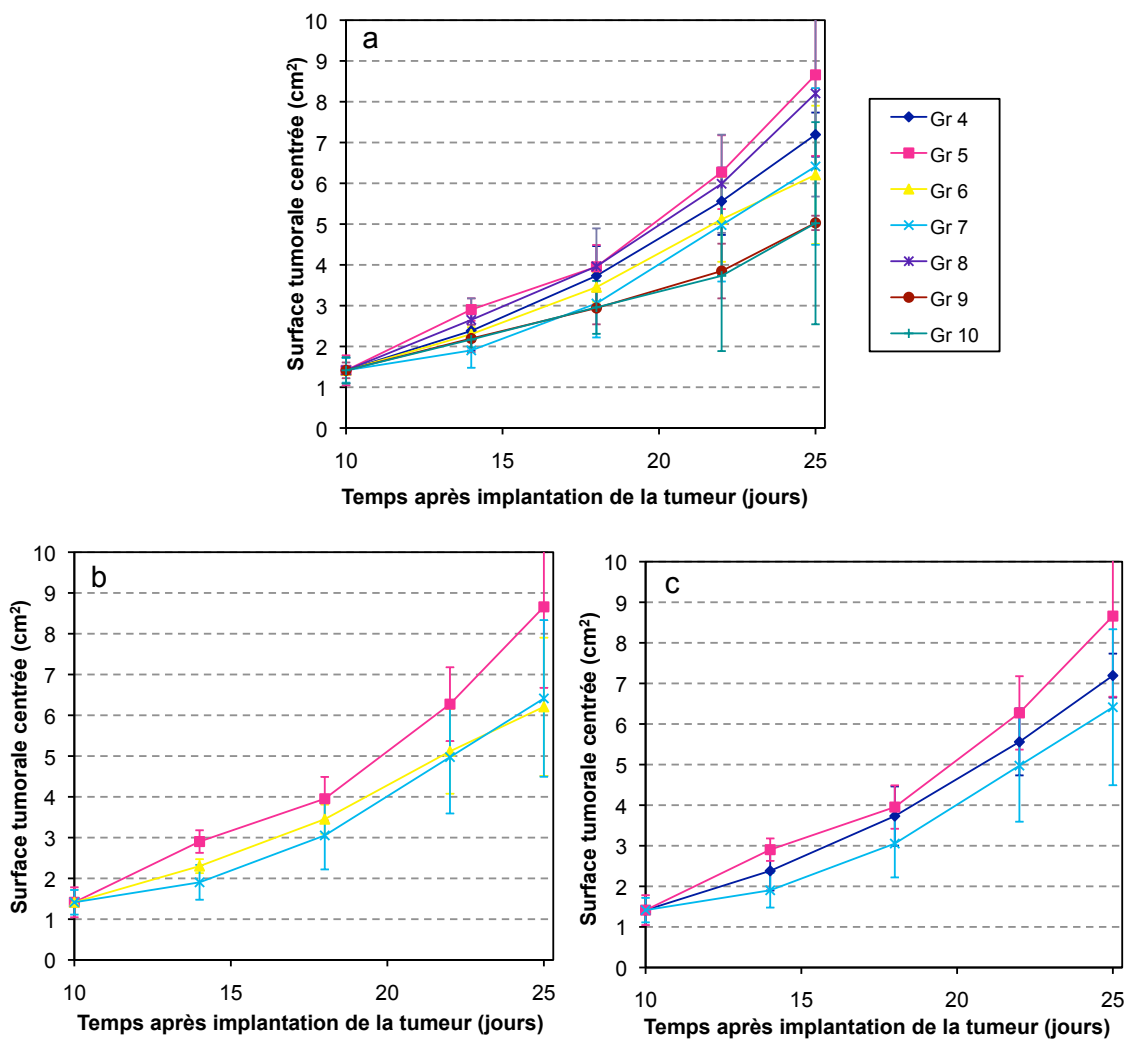 a
10
9
8
7
6
5
4
3
2
1
0
Surface tumorale centrée (cm²)
10 15 20 25
Temps après implantation de la tumeur (jours)
Gr 4
Gr 5
Gr 6
Gr 7
Gr 8
Gr 9
Gr 10
b
10
9
8
7
6
5
4
3
2
1
0
Surface tumorale centrée (cm²)
10 15 20 25
Temps après implantation de la tumeur (jours)
c
10
9
8
7
6
5
4
3
2
1
0
Surface tumorale centrée (cm²)
10 15 20 25
Temps après implantation de la tumeur (jours)